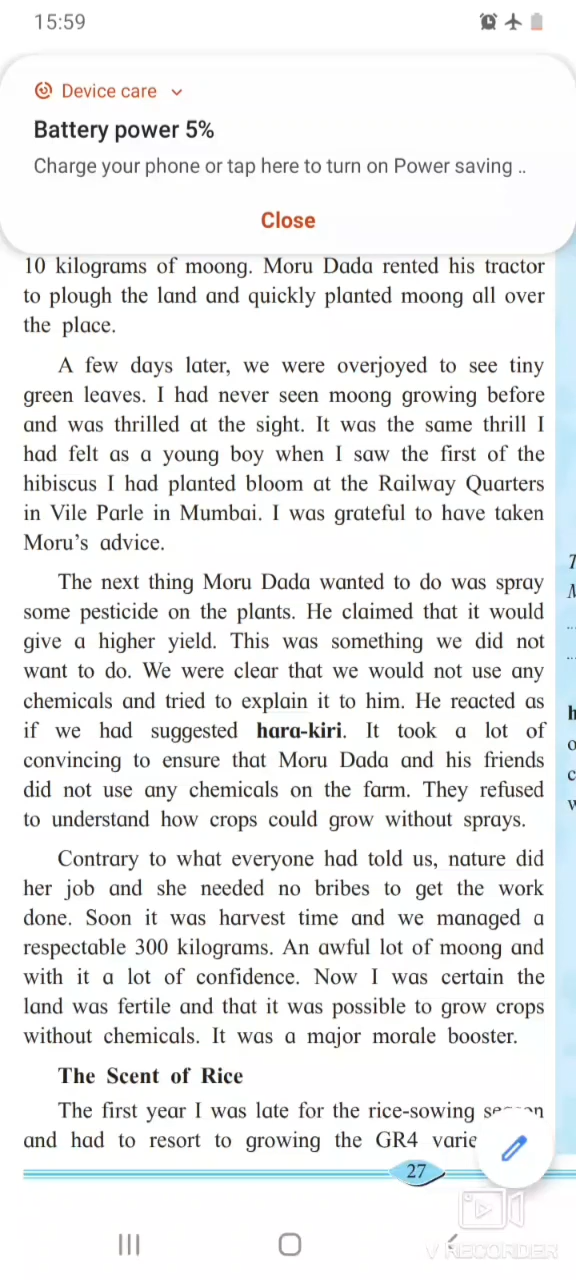 15:59
Device care
Battery power 5%
Charge your phone or tap here to turn on Power saving ..
Close
10 kilograms of moong. Moru Dada rented his tractor
to plough the land and quickly planted moong all over
the place.
A few days later, we were overjoyed to see tiny
green leaves. I had never seen moong growing before
and was thrilled at the sight. It was the same thrill I
had felt as a young boy when I saw the first of the
hibiscus I had planted bloom at the Railway Quarters
in Vile Parle in Mumbai. I was grateful to have taken
Moru's advice.
The next thing Moru Dada wanted to do was spray
some pesticide on the plants. He claimed that it would
give a higher yield. This was something we did not
want to do. We were clear that we would not use any
chemicals and tried to explain it to him. He reacted as
if we had suggested hara-kiri. It took a lot of
convincing to ensure that Moru Dada and his friends
did not use any chemicals on the farm. They refused
to understand how crops could grow without sprays.
Contrary to what everyone had told us, nature did
her job and she needed no bribes to get the work
done. Soon it was harvest time and we managed a
respectable 300 kilograms. An awful lot of moong and
with it a lot of confidence. Now I was certain the
land was fertile and that it was possible to grow crops
without chemicals. It was a major morale booster.
The Scent of Rice
The first year I was late for the rice-sowing
and had to resort to growing the GR4
27
V RECORDER